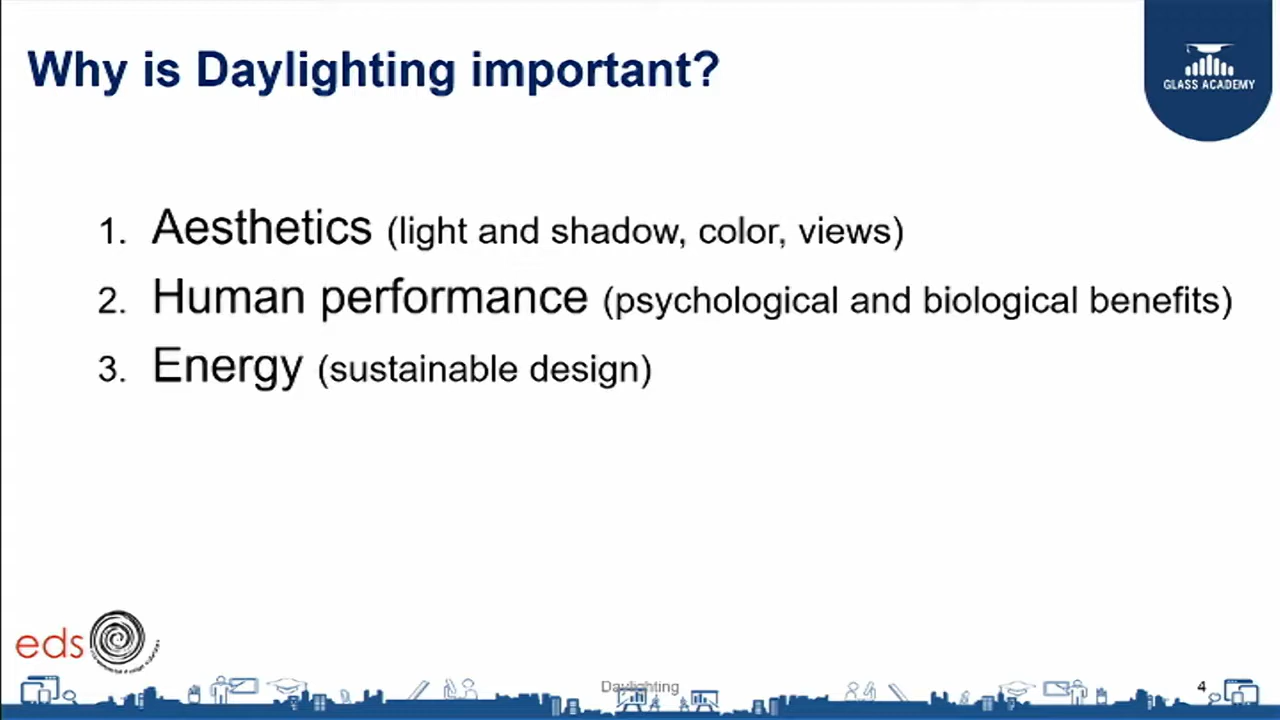 Why is Daylighting important?
GLASS ACADEMY
1. Aesthetics (light and shadow, color, views)
2. Human performance (psychological and biological benefits)
3. Energy (sustainable design)
eds
Daylighting
4